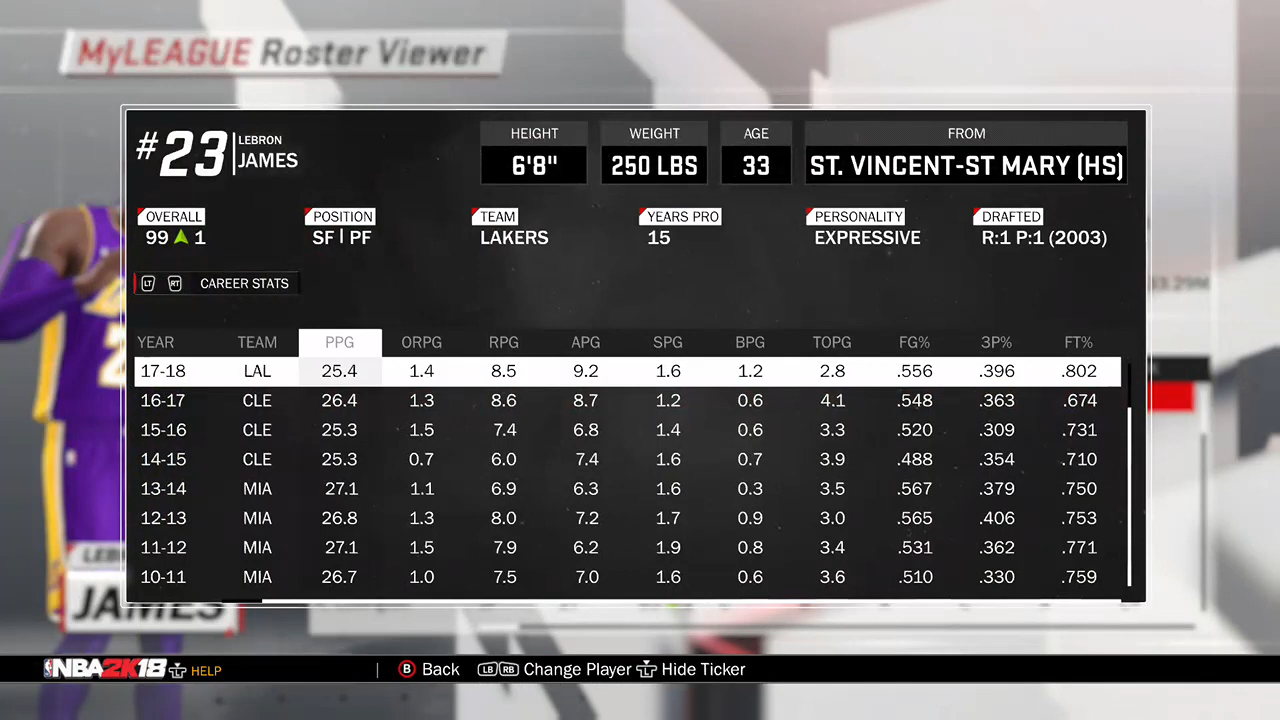 MyLEAGUE Roster Viewer
#23 LEBRON JAMES
HEIGHT WEIGHT AGE FROM
6'8" 250 LBS 33 ST. VINCENT-ST MARY (HS)
OVERALL POSITION TEAM YEARS PRO PERSONALITY DRAFTED
99 1 SF | PF LAKERS 15 EXPRESSIVE R:1 P:1 (2003)
LT RT CAREER STATS
YEAR TEAM PPG ORPG RPG APG SPG BPG TOPG FG% 3P% FT%
17-18 LAL 25.4 1.4 8.5 9.2 1.6 1.2 2.8 .556 .396 .802
16-17 CLE 26.4 1.3 8.6 8.7 1.2 0.6 4.1 .548 .363 .674
15-16 CLE 25.3 1.5 7.4 6.8 1.4 0.6 3.3 .520 .309 .731
14-15 CLE 25.3 0.7 6.0 7.4 1.6 0.7 3.9 .488 .354 .710
13-14 MIA 27.1 1.1 6.9 6.3 1.6 0.3 3.5 .567 .379 .750
12-13 MIA 26.8 1.3 8.0 7.2 1.7 0.9 3.0 .565 .406 .753
11-12 MIA 27.1 1.5 7.9 6.2 1.9 0.8 3.4 .531 .362 .771
10-11 MIA 26.7 1.0 7.5 7.0 1.6 0.6 3.6 .510 .330 .759
JAMES
NBA2K18 HELP | B Back LB RB Change Player Hide Ticker